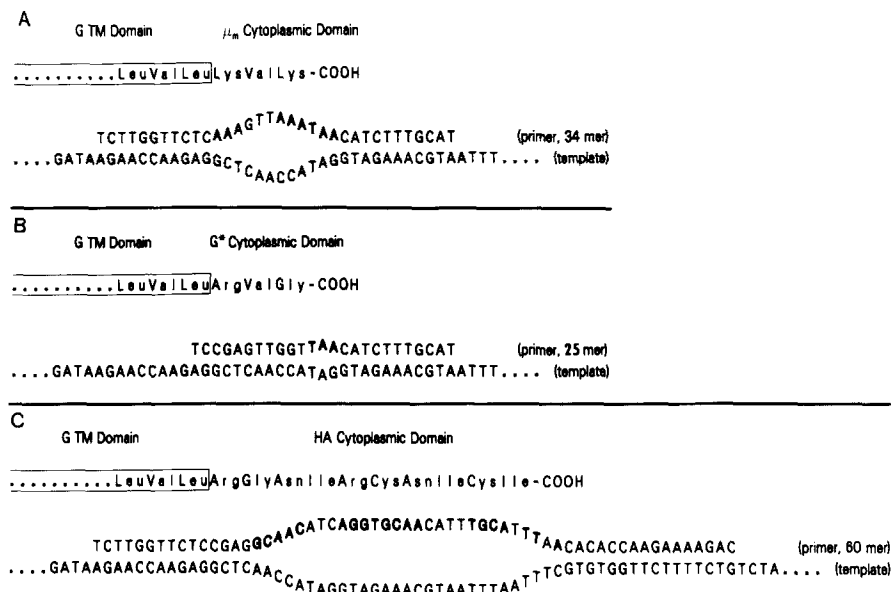 A
G TM Domain μm Cytoplasmic Domain
..........LeuValLeuLysValLys-COOH
TCTTGGTTCTCAAAGTTAAATAACATCTTTGCAT (primer, 34 mer)
....GATAAGAACCAAGAGGCTCAACCATAGGTAGAAACGTAATTT.... (template)
B
G TM Domain G* Cytoplasmic Domain
..........LeuValLeuArgValGly-COOH
TCCGAGTTGGTTAACATCTTTGCAT (primer, 25 mer)
....GATAAGAACCAAGAGGCTCAACCATAGGTAGAAACGTAATTT.... (template)
C
G TM Domain HA Cytoplasmic Domain
..........LeuValLeuArgGlyAsnIleArgCysAsnIleCysIle-COOH
TCTTGGTTCTCCGAGGCAACATCAGGTGCAACATTTGCATTTAACACACCAAGAAAAGAC (primer, 60 mer)
....GATAAGAACCAAGAGGCTCAACCATAGGTAGAAACGTAATTTAATTTCGTGTGGTTCTTTTCTGTCTA.... (template)